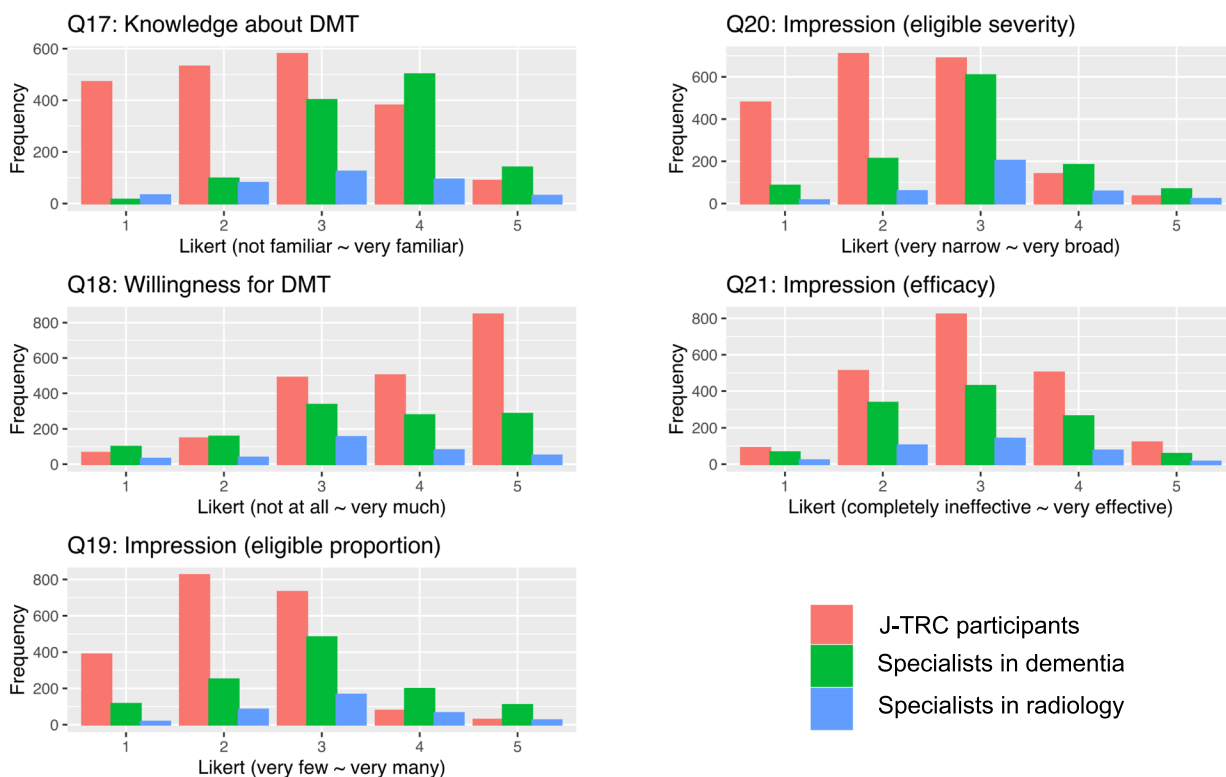 Q17: Knowledge about DMT
600
400
200
0
Frequency
1 2 3 4 5
Likert (not familiar ~ very familiar)
Q18: Willingness for DMT
800
600
400
200
0
Frequency
1 2 3 4 5
Likert (not at all ~ very much)
Q19: Impression (eligible proportion)
800
600
400
200
0
Frequency
1 2 3 4 5
Likert (very few ~ very many)
Q20: Impression (eligible severity)
600
400
200
0
Frequency
1 2 3 4 5
Likert (very narrow ~ very broad)
Q21: Impression (efficacy)
800
600
400
200
0
Frequency
1 2 3 4 5
Likert (completely ineffective ~ very effective)
J-TRC participants
Specialists in dementia
Specialists in radiology